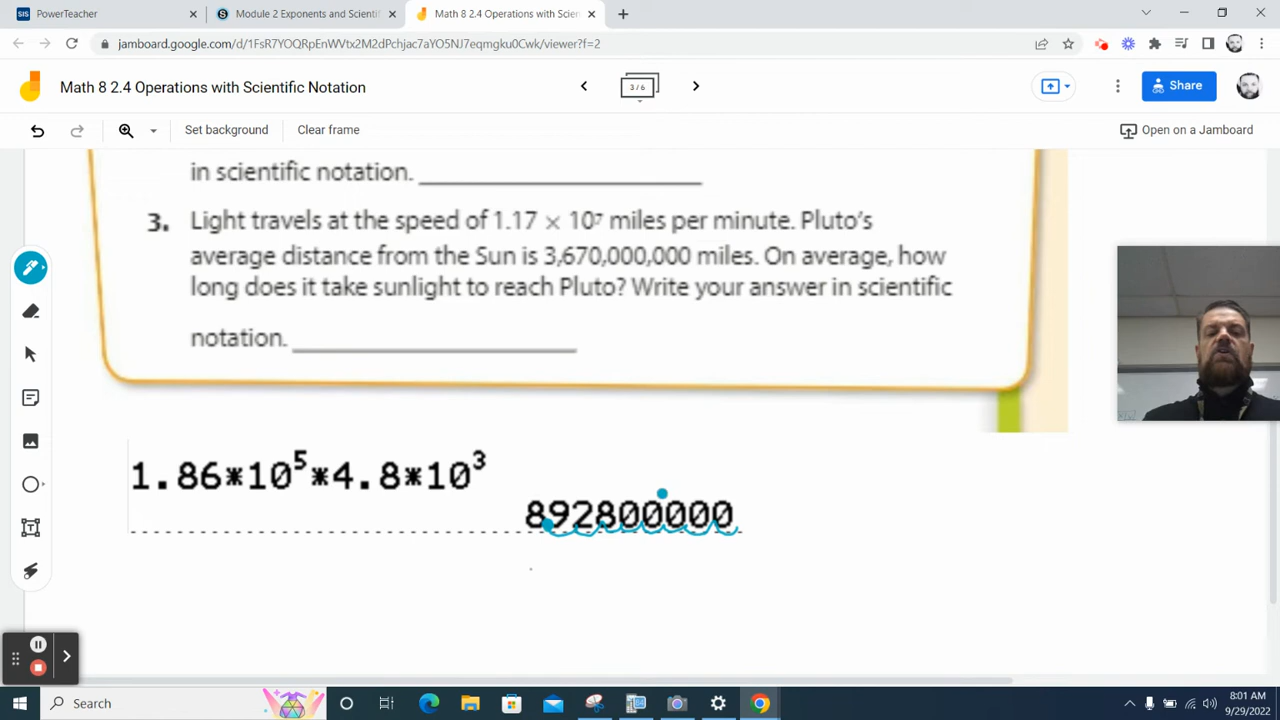 PowerTeacher
Module 2 Exponents and Scientif
Math 8 2.4 Operations with Scien
jamboard.google.com/d/1FsR7YOQRpEnWVtx2M2dPchjac7aYO5NJ7eqmgku0Cwk/viewer?f=2
Math 8 2.4 Operations with Scientific Notation
3 / 6
Share
Set background
Clear frame
Open on a Jamboard
in scientific notation.
3. Light travels at the speed of 1.17 × 10⁷ miles per minute. Pluto's
average distance from the Sun is 3,670,000,000 miles. On average, how
long does it take sunlight to reach Pluto? Write your answer in scientific
notation.
1.86*10⁵*4.8*10³
892800000
Search
8:01 AM
9/29/2022